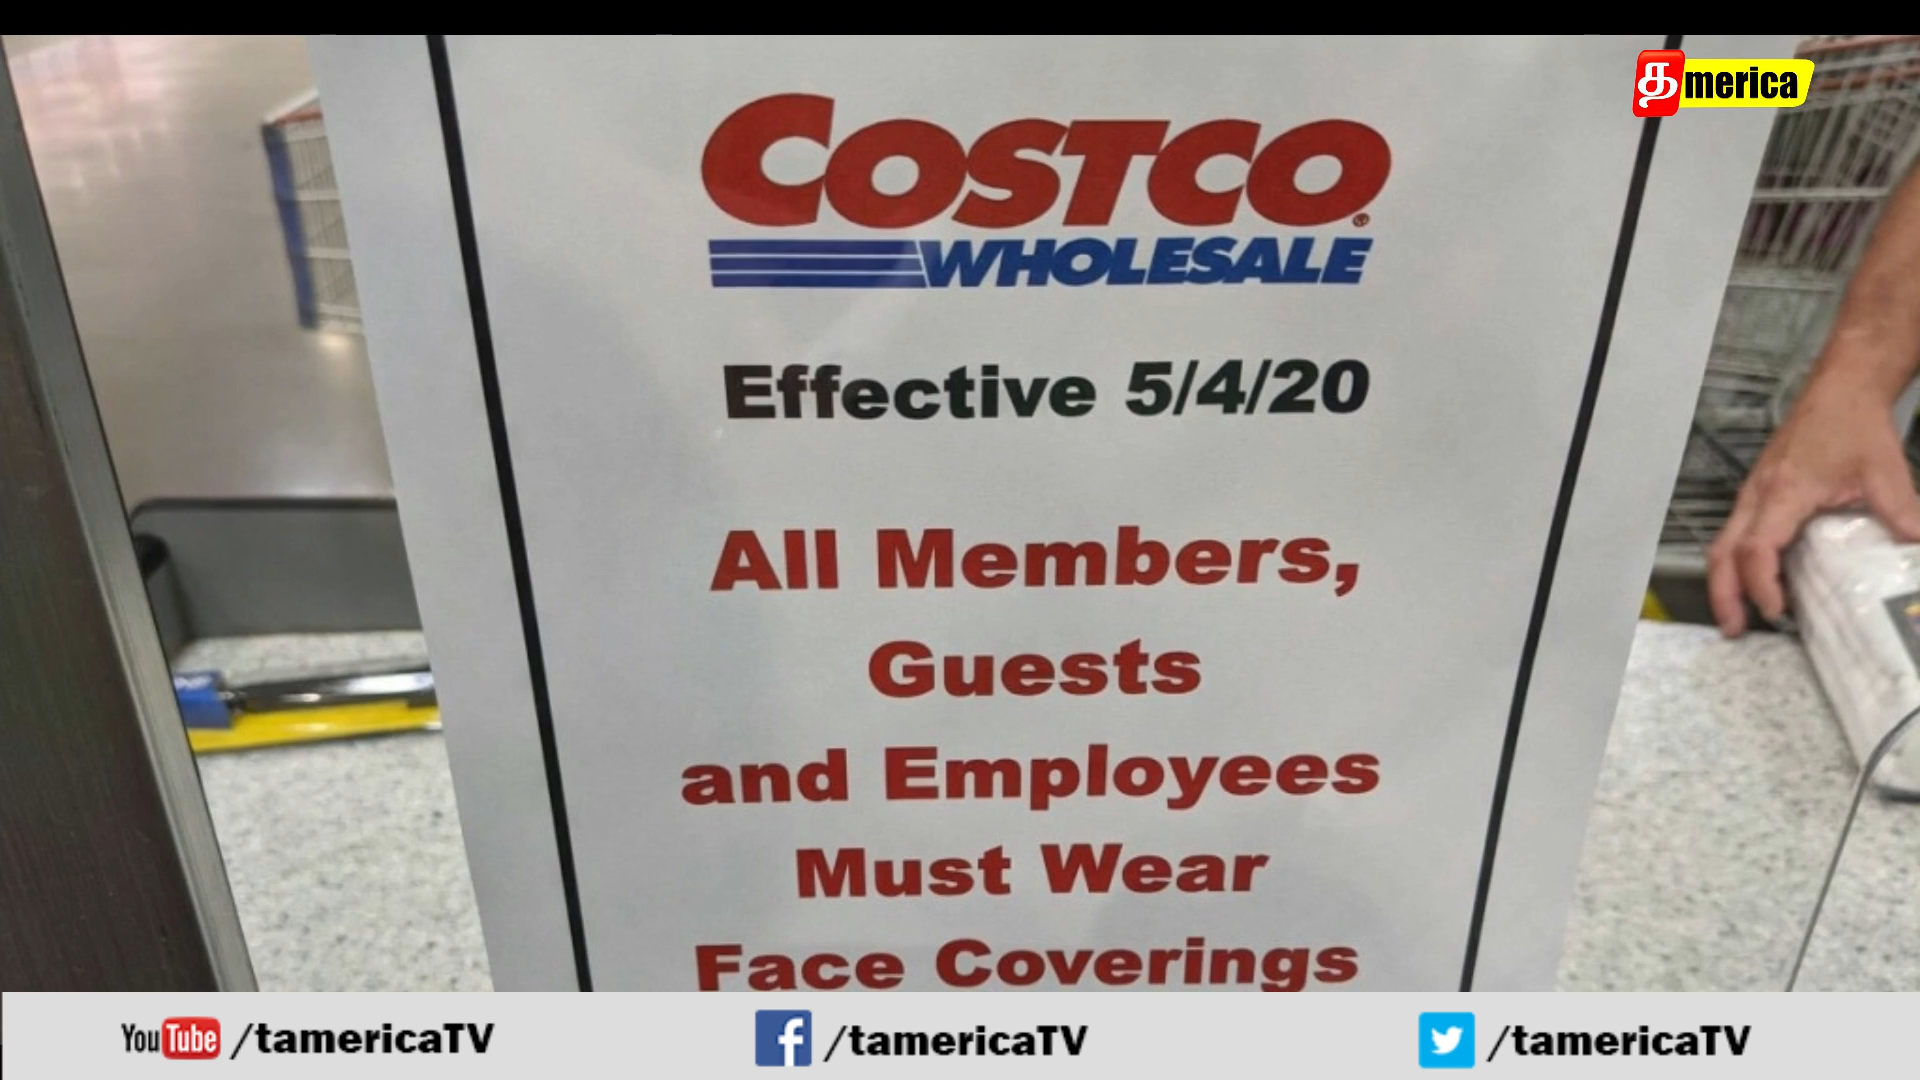 தmerica
COSTCO
WHOLESALE
Effective 5/4/20
All Members,
Guests
and Employees
Must Wear
Face Coverings
YouTube /tamericaTV
f /tamericaTV
/tamericaTV